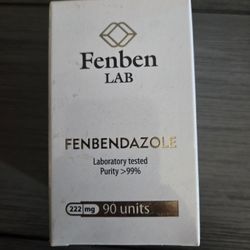 Fenben
LAB
FENBENDAZOLE
Laboratory tested
Purity >99%
222 mg 90 units